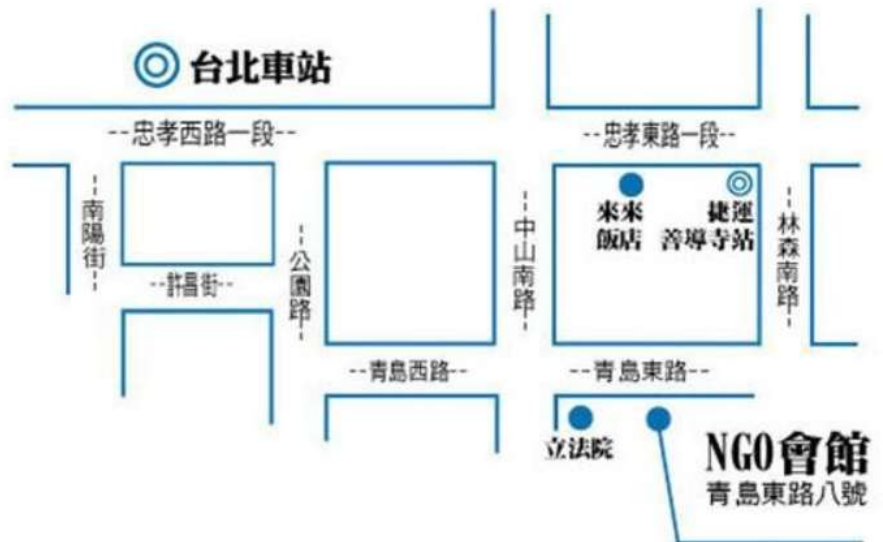 台北車站
--忠孝西路一段--
--忠孝東路一段--
--南陽街--
--許昌街--
--公園路--
--中山南路--
來來
飯店
捷運
善導寺站
--林森南路--
--青島西路--
--青島東路--
立法院
NGO會館
青島東路八號